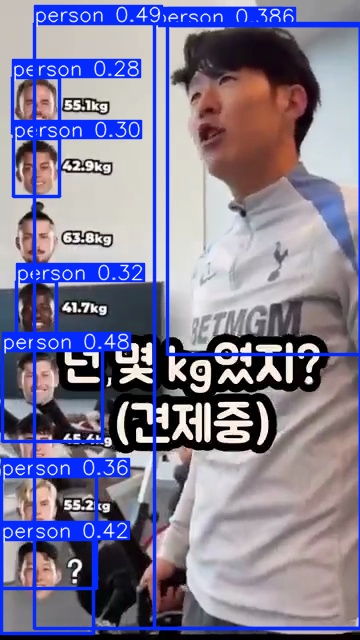 person 0.49
person 0.386
person 0.28
55.1kg
person 0.30
42.9kg
63.8kg
person 0.32
41.7kg
BETMGM
person 0.48
넌, 몇 kg였지?
(견제중)
person 0.36
55.2kg
person 0.42
?